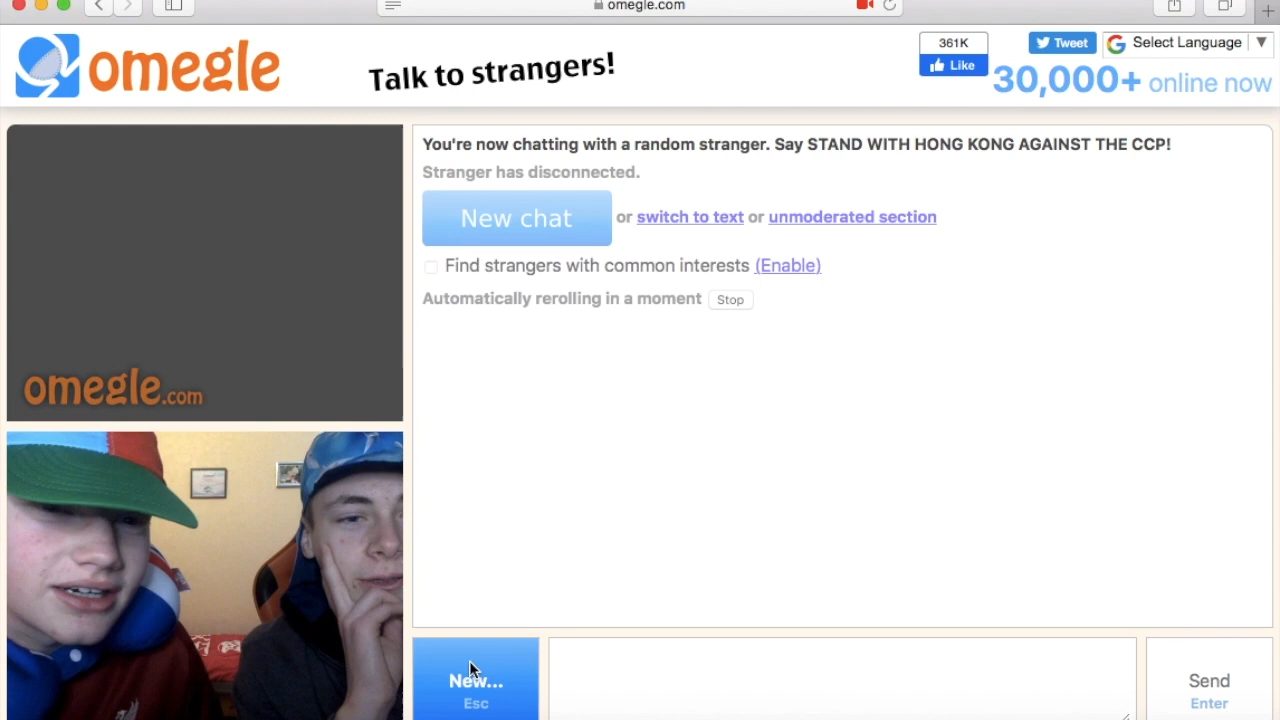 omegle.com
omegle
Talk to strangers!
361K
Like
Tweet
Select Language
30,000+ online now
You're now chatting with a random stranger. Say STAND WITH HONG KONG AGAINST THE CCP!
Stranger has disconnected.
New chat or switch to text or unmoderated section
Find strangers with common interests (Enable)
Automatically rerolling in a moment Stop
omegle.com
New...
Esc
Send
Enter